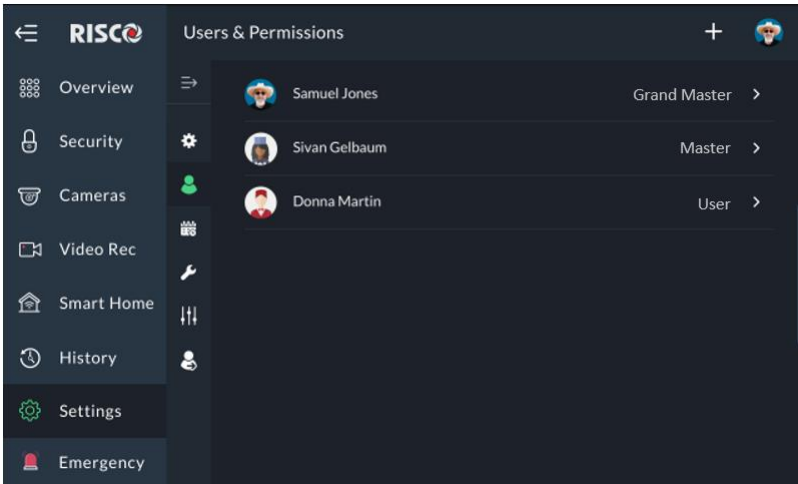 RISCO
Users & Permissions
Overview
Security
Cameras
Video Rec
Smart Home
History
Settings
Emergency
Samuel Jones Grand Master
Sivan Gelbaum Master
Donna Martin User